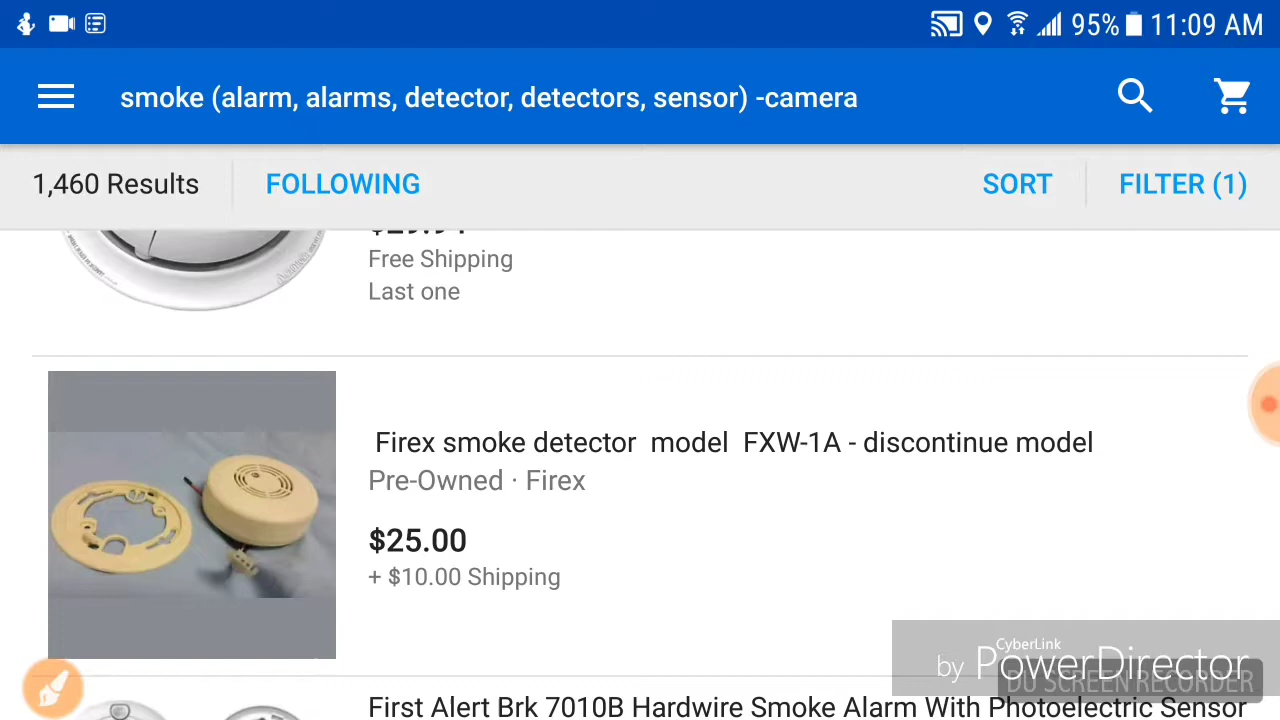 95% 11:09 AM
smoke (alarm, alarms, detector, detectors, sensor) -camera
1,460 Results FOLLOWING SORT FILTER (1)
Free Shipping
Last one
Firex smoke detector model FXW-1A - discontinue model
Pre-Owned · Firex
$25.00
+ $10.00 Shipping
CyberLink
by PowerDirector
DU SCREEN RECORDER
First Alert Brk 7010B Hardwire Smoke Alarm With Photoelectric Sensor